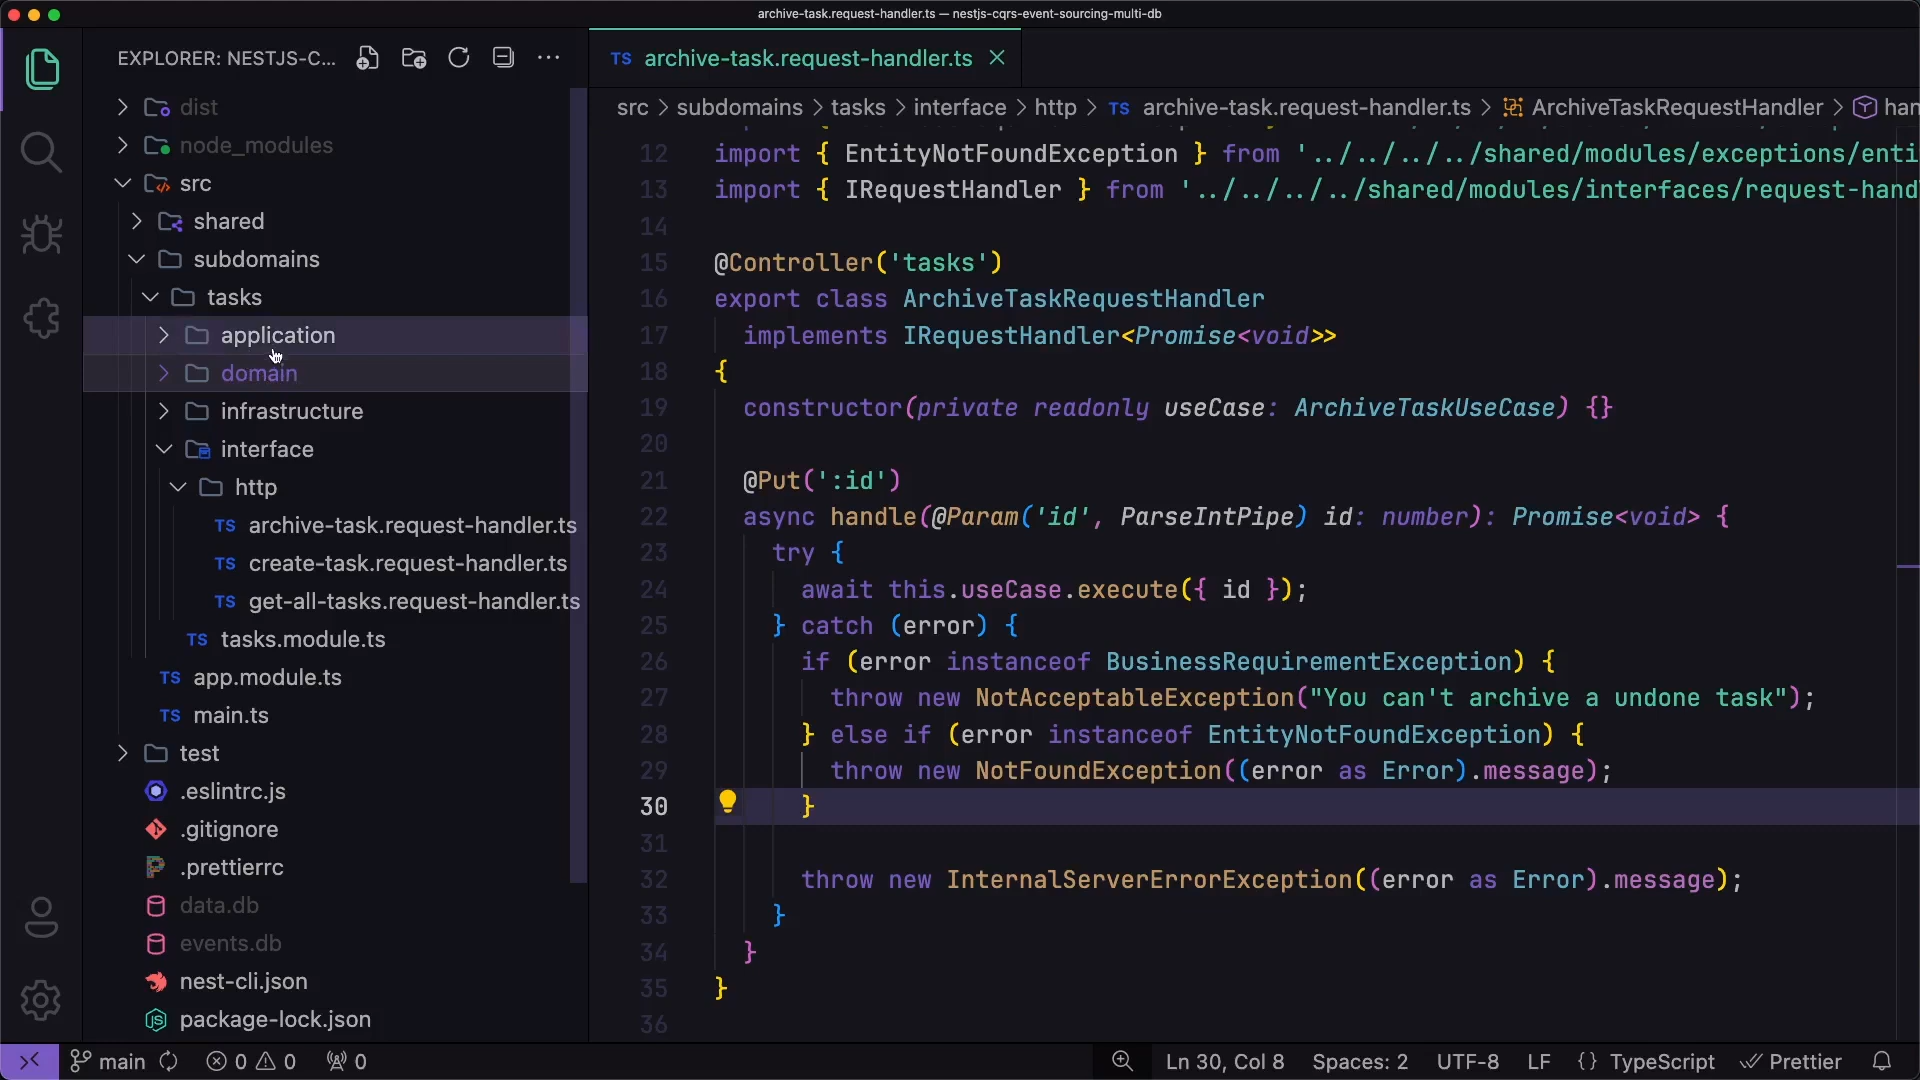 archive-task.request-handler.ts — nestjs-cqrs-event-sourcing-multi-db
EXPLORER: NESTJS-C...
dist
node_modules
src
shared
subdomains
tasks
application
domain
infrastructure
interface
http
TS archive-task.request-handler.ts
TS create-task.request-handler.ts
TS get-all-tasks.request-handler.ts
TS tasks.module.ts
TS app.module.ts
TS main.ts
test
.eslintrc.js
.gitignore
.prettierrc
data.db
events.db
nest-cli.json
package-lock.json
TS archive-task.request-handler.ts
src > subdomains > tasks > interface > http > TS archive-task.request-handler.ts > ArchiveTaskRequestHandler > han
12 import { EntityNotFoundException } from '../../../../shared/modules/exceptions/enti
13 import { IRequestHandler } from '../../../../shared/modules/interfaces/request-hand
14
15 @Controller('tasks')
16 export class ArchiveTaskRequestHandler
17 implements IRequestHandler<Promise<void>>
18 {
19 constructor(private readonly useCase: ArchiveTaskUseCase) {}
20
21 @Put(':id')
22 async handle(@Param('id', ParseIntPipe) id: number): Promise<void> {
23 try {
24 await this.useCase.execute({ id });
25 } catch (error) {
26 if (error instanceof BusinessRequirementException) {
27 throw new NotAcceptableException("You can't archive a undone task");
28 } else if (error instanceof EntityNotFoundException) {
29 throw new NotFoundException((error as Error).message);
30 }
31
32 throw new InternalServerErrorException((error as Error).message);
33 }
34 }
35 }
36
main 0 0 0 Ln 30, Col 8 Spaces: 2 UTF-8 LF {} TypeScript Prettier